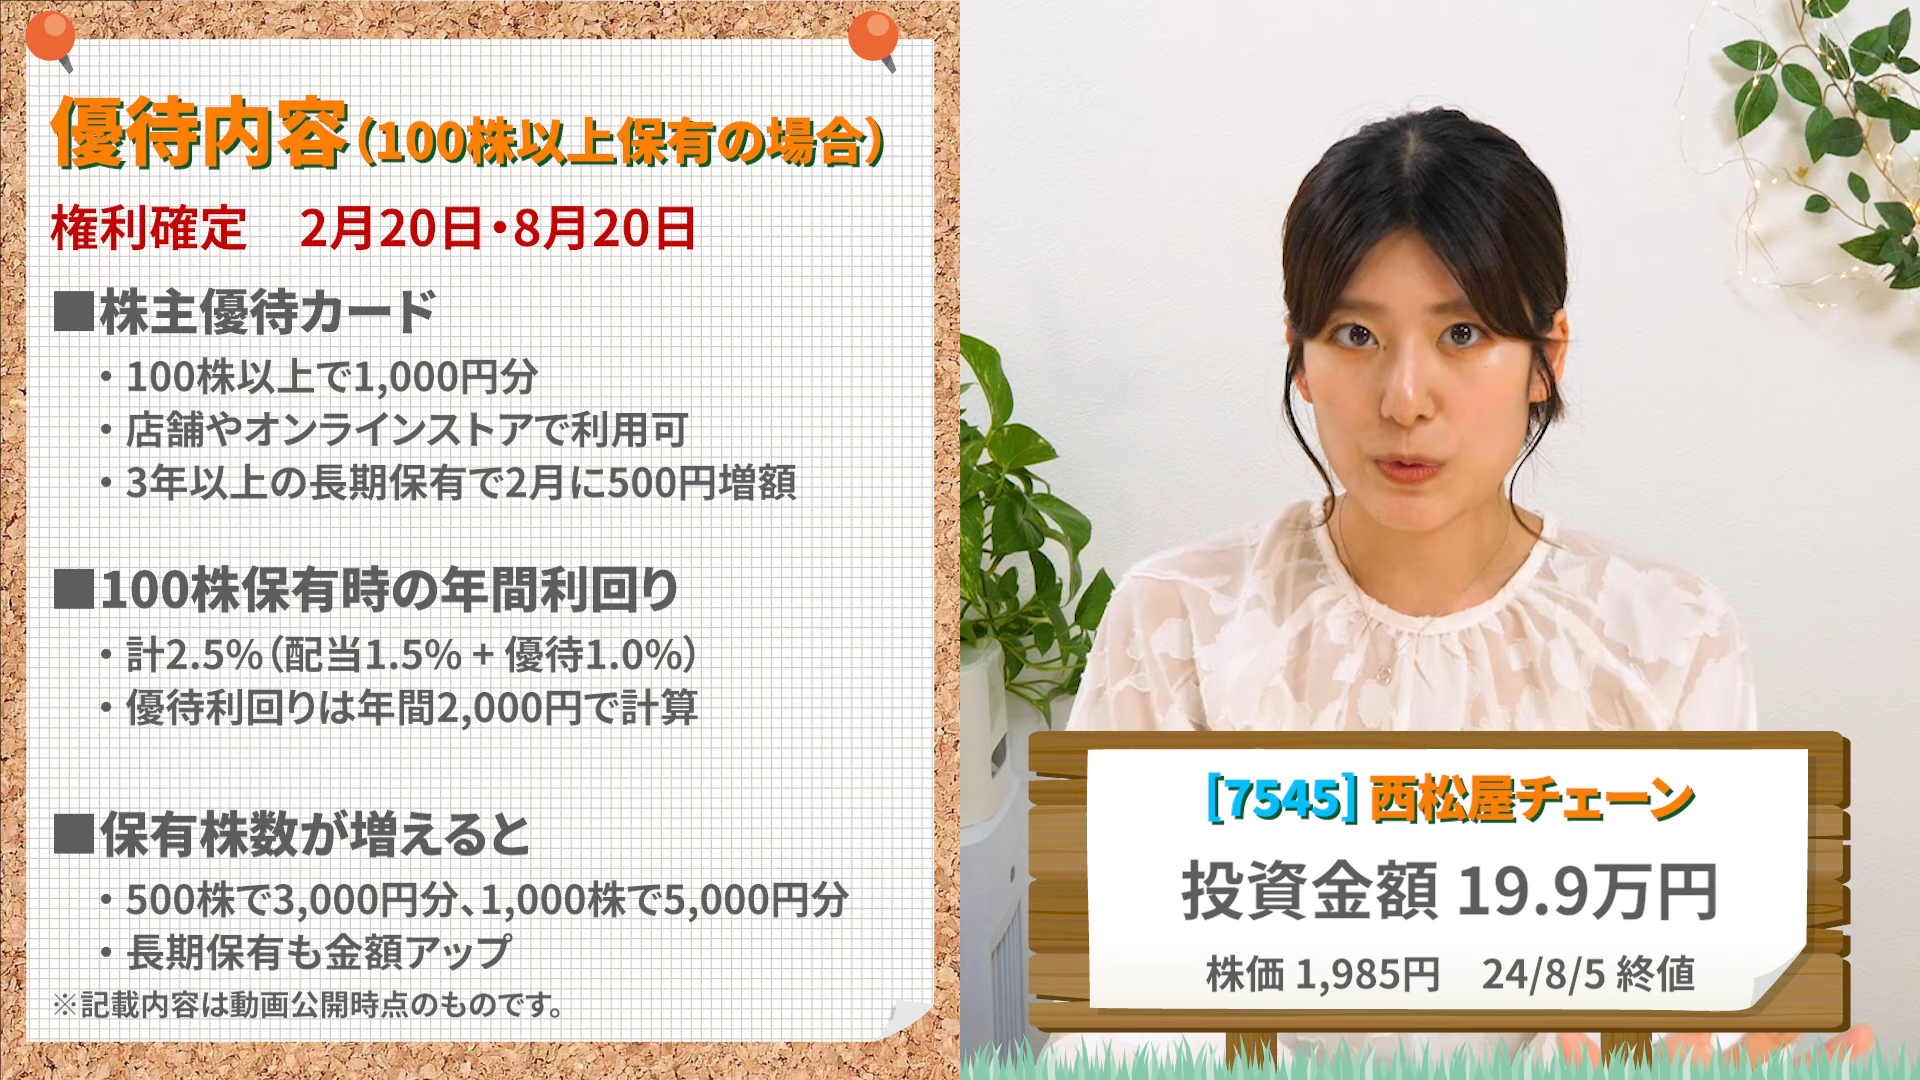 優待内容(100株以上保有の場合)
権利確定　2月20日・8月20日
■株主優待カード
・100株以上で1,000円分
・店舗やオンラインストアで利用可
・3年以上の長期保有で2月に500円増額
■100株保有時の年間利回り
・計2.5%(配当1.5% + 優待1.0%)
・優待利回りは年間2,000円で計算
■保有株数が増えると
・500株で3,000円分、1,000株で5,000円分
・長期保有も金額アップ
※記載内容は動画公開時点のものです。
[7545] 西松屋チェーン
投資金額 19.9万円
株価 1,985円　24/8/5 終値